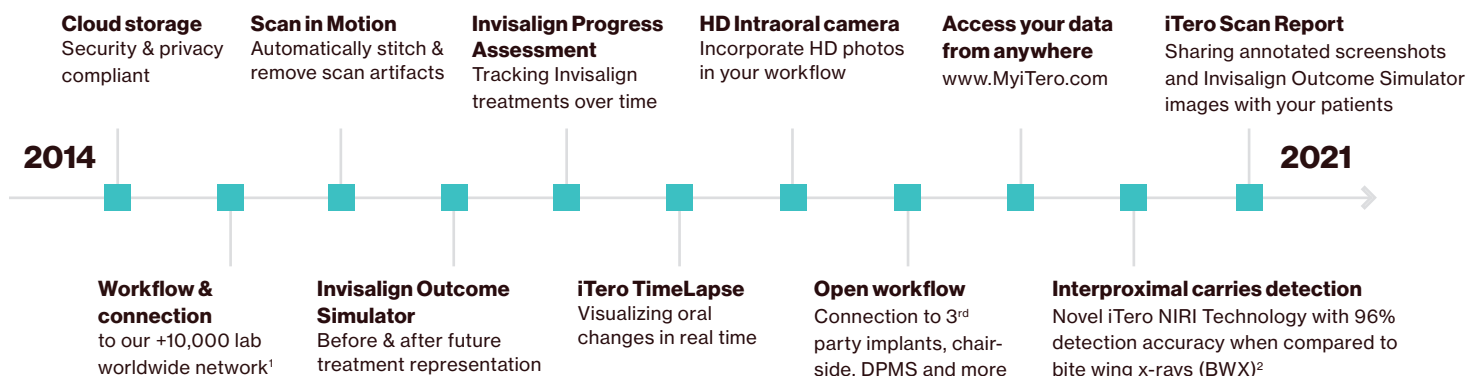 Cloud storage
Security & privacy
compliant
Scan in Motion
Automatically stitch &
remove scan artifacts
Invisalign Progress
Assessment
Tracking Invisalign
treatments over time
HD Intraoral camera
Incorporate HD photos
in your workflow
Access your data
from anywhere
www.MyiTero.com
iTero Scan Report
Sharing annotated screenshots
and Invisalign Outcome Simulator
images with your patients
2014
2021
Workflow &
connection
to our +10,000 lab
worldwide network¹
Invisalign Outcome
Simulator
Before & after future
treatment representation
iTero TimeLapse
Visualizing oral
changes in real time
Open workflow
Connection to 3rd
party implants, chair-
side, DPMS and more
Interproximal carries detection
Novel iTero NIRI Technology with 96%
detection accuracy when compared to
bite wing x-rays (BWX)²